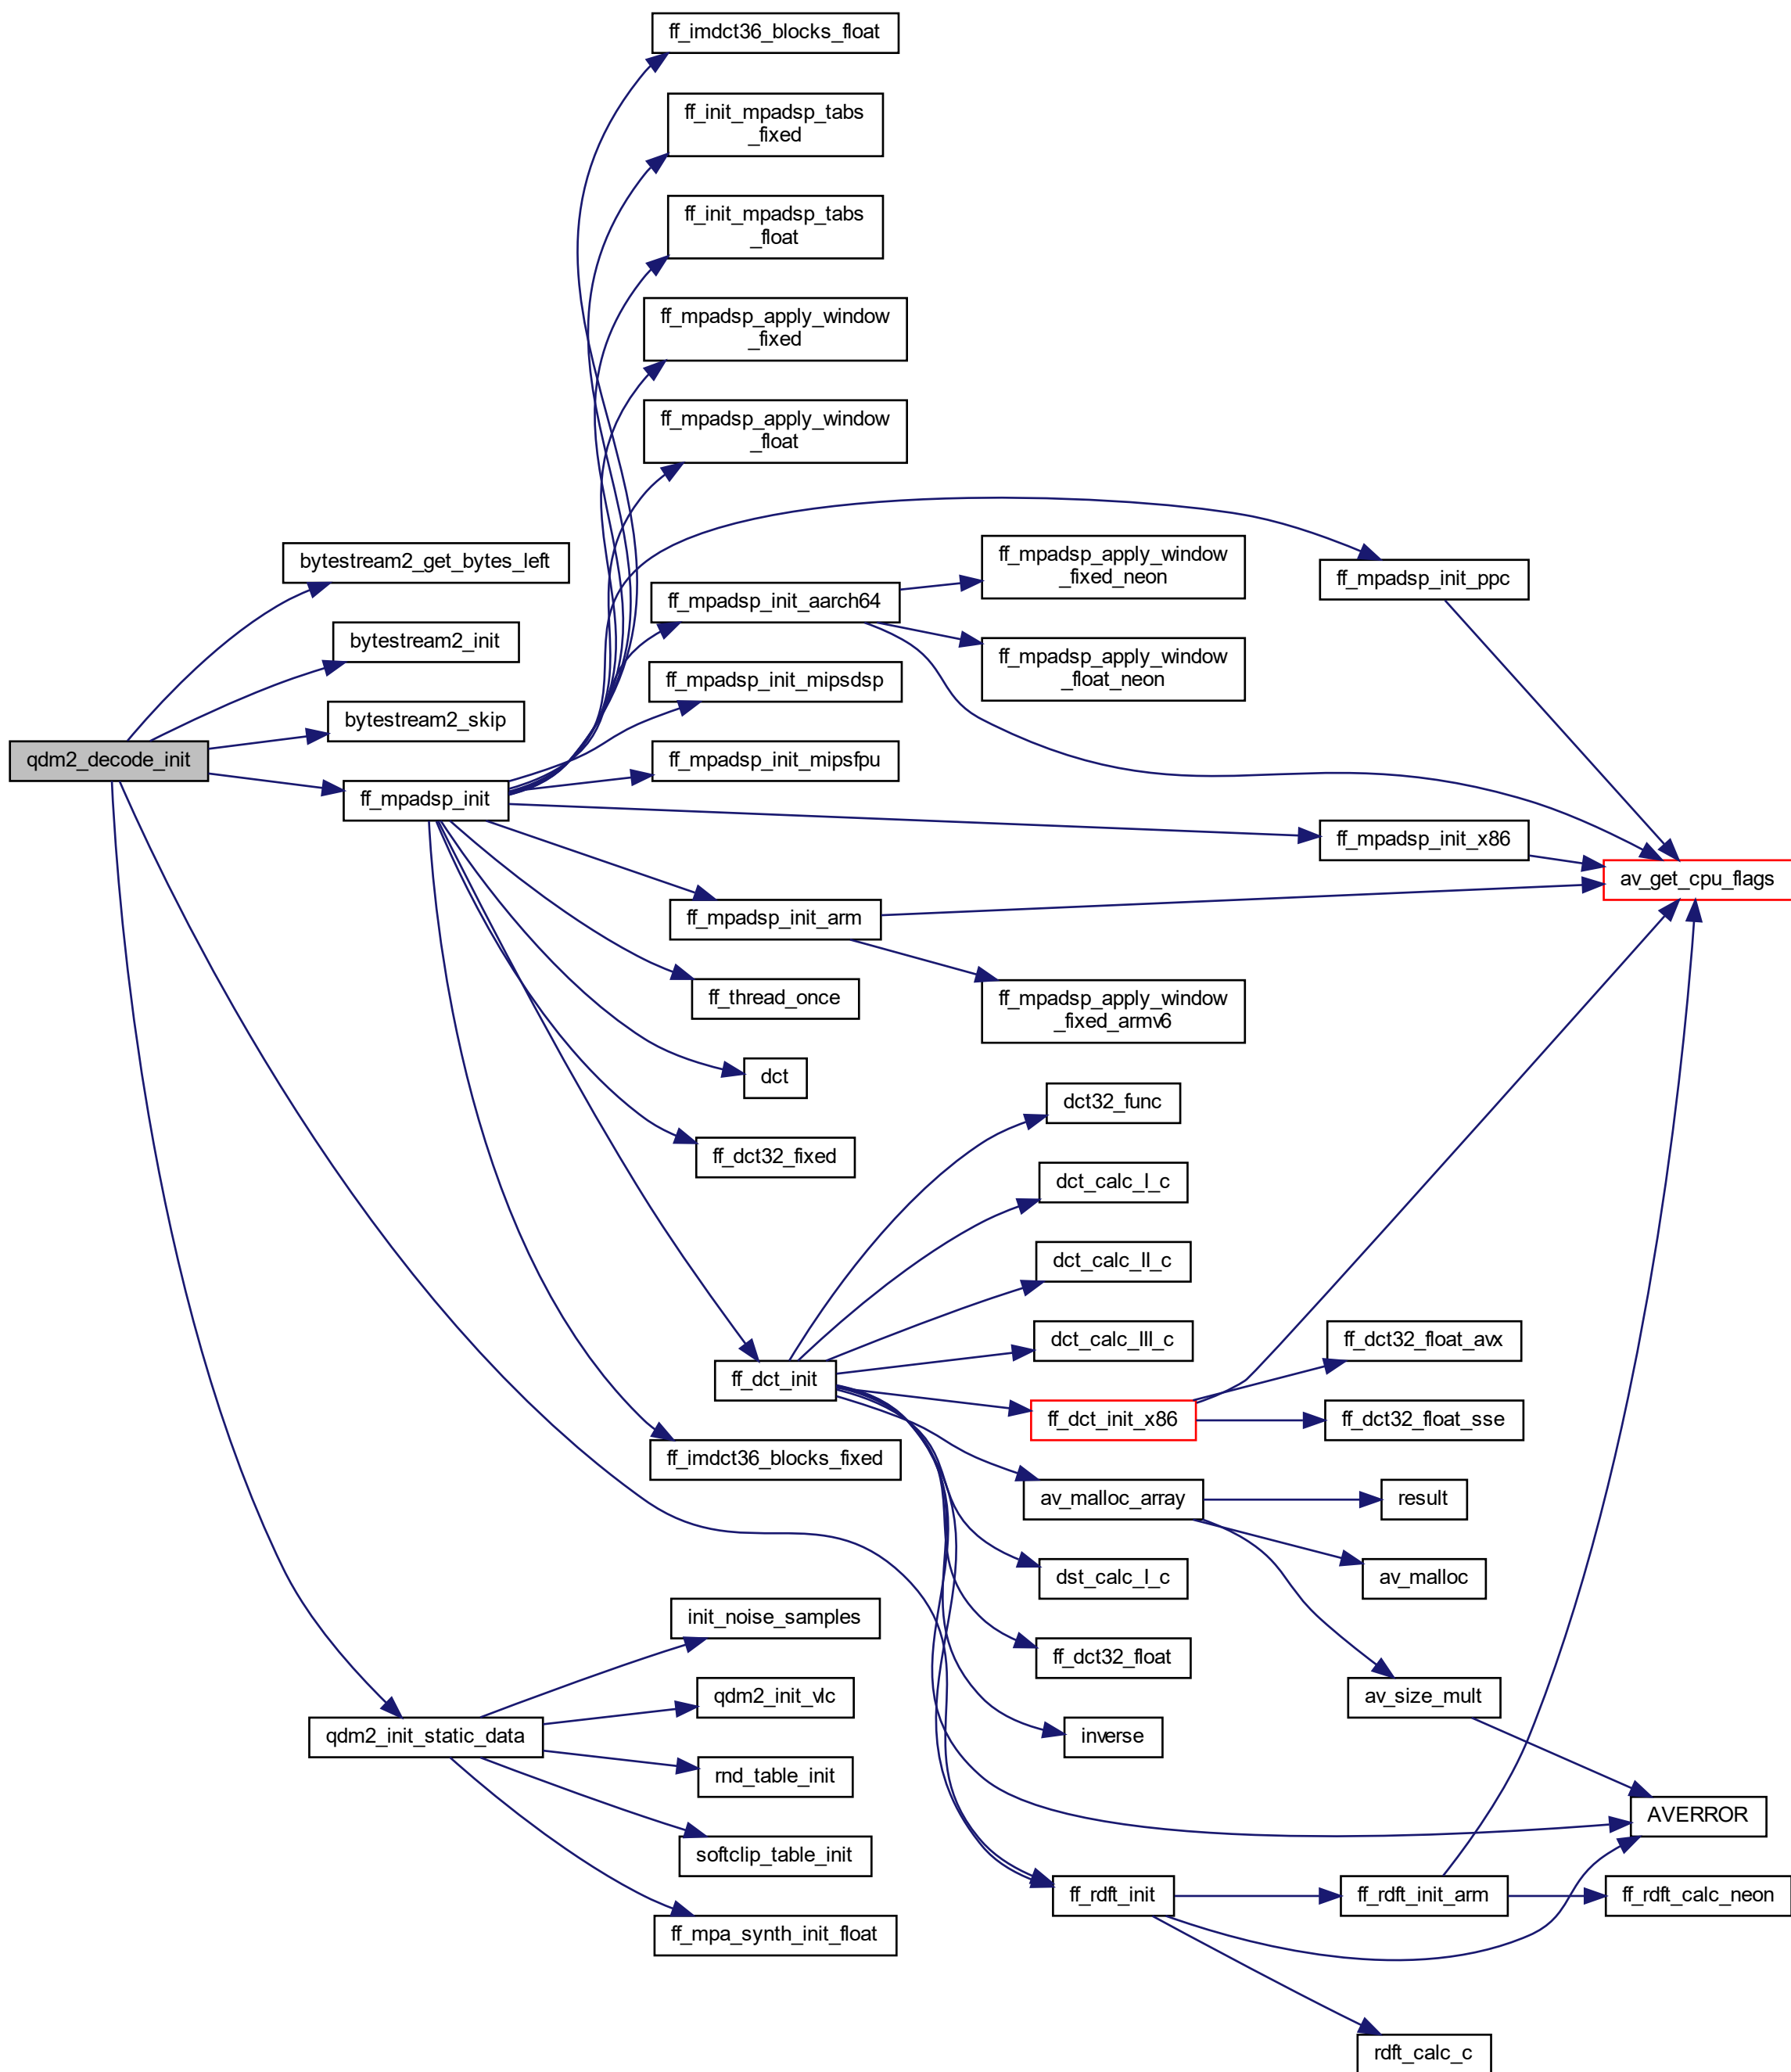 ff_imdct36_blocks_float
ff_init_mpadsp_tabs
_fixed
ff_init_mpadsp_tabs
_float
ff_mpadsp_apply_window
_fixed
ff_mpadsp_apply_window
_float
bytestream2_get_bytes_left
ff_mpadsp_init_aarch64
ff_mpadsp_apply_window
_fixed_neon
ff_mpadsp_init_ppc
bytestream2_init
ff_mpadsp_apply_window
_float_neon
ff_mpadsp_init_mipsdsp
bytestream2_skip
qdm2_decode_init
ff_mpadsp_init_mipsfpu
ff_mpadsp_init
ff_mpadsp_init_x86
av_get_cpu_flags
ff_mpadsp_init_arm
ff_thread_once
ff_mpadsp_apply_window
_fixed_armv6
dct
dct32_func
ff_dct32_fixed
dct_calc_I_c
dct_calc_II_c
dct_calc_III_c
ff_dct32_float_avx
ff_dct_init
ff_dct_init_x86
ff_dct32_float_sse
ff_imdct36_blocks_fixed
av_malloc_array
result
dst_calc_I_c
av_malloc
init_noise_samples
ff_dct32_float
qdm2_init_vlc
av_size_mult
qdm2_init_static_data
inverse
rnd_table_init
AVERROR
softclip_table_init
ff_rdft_init
ff_rdft_init_arm
ff_rdft_calc_neon
ff_mpa_synth_init_float
rdft_calc_c